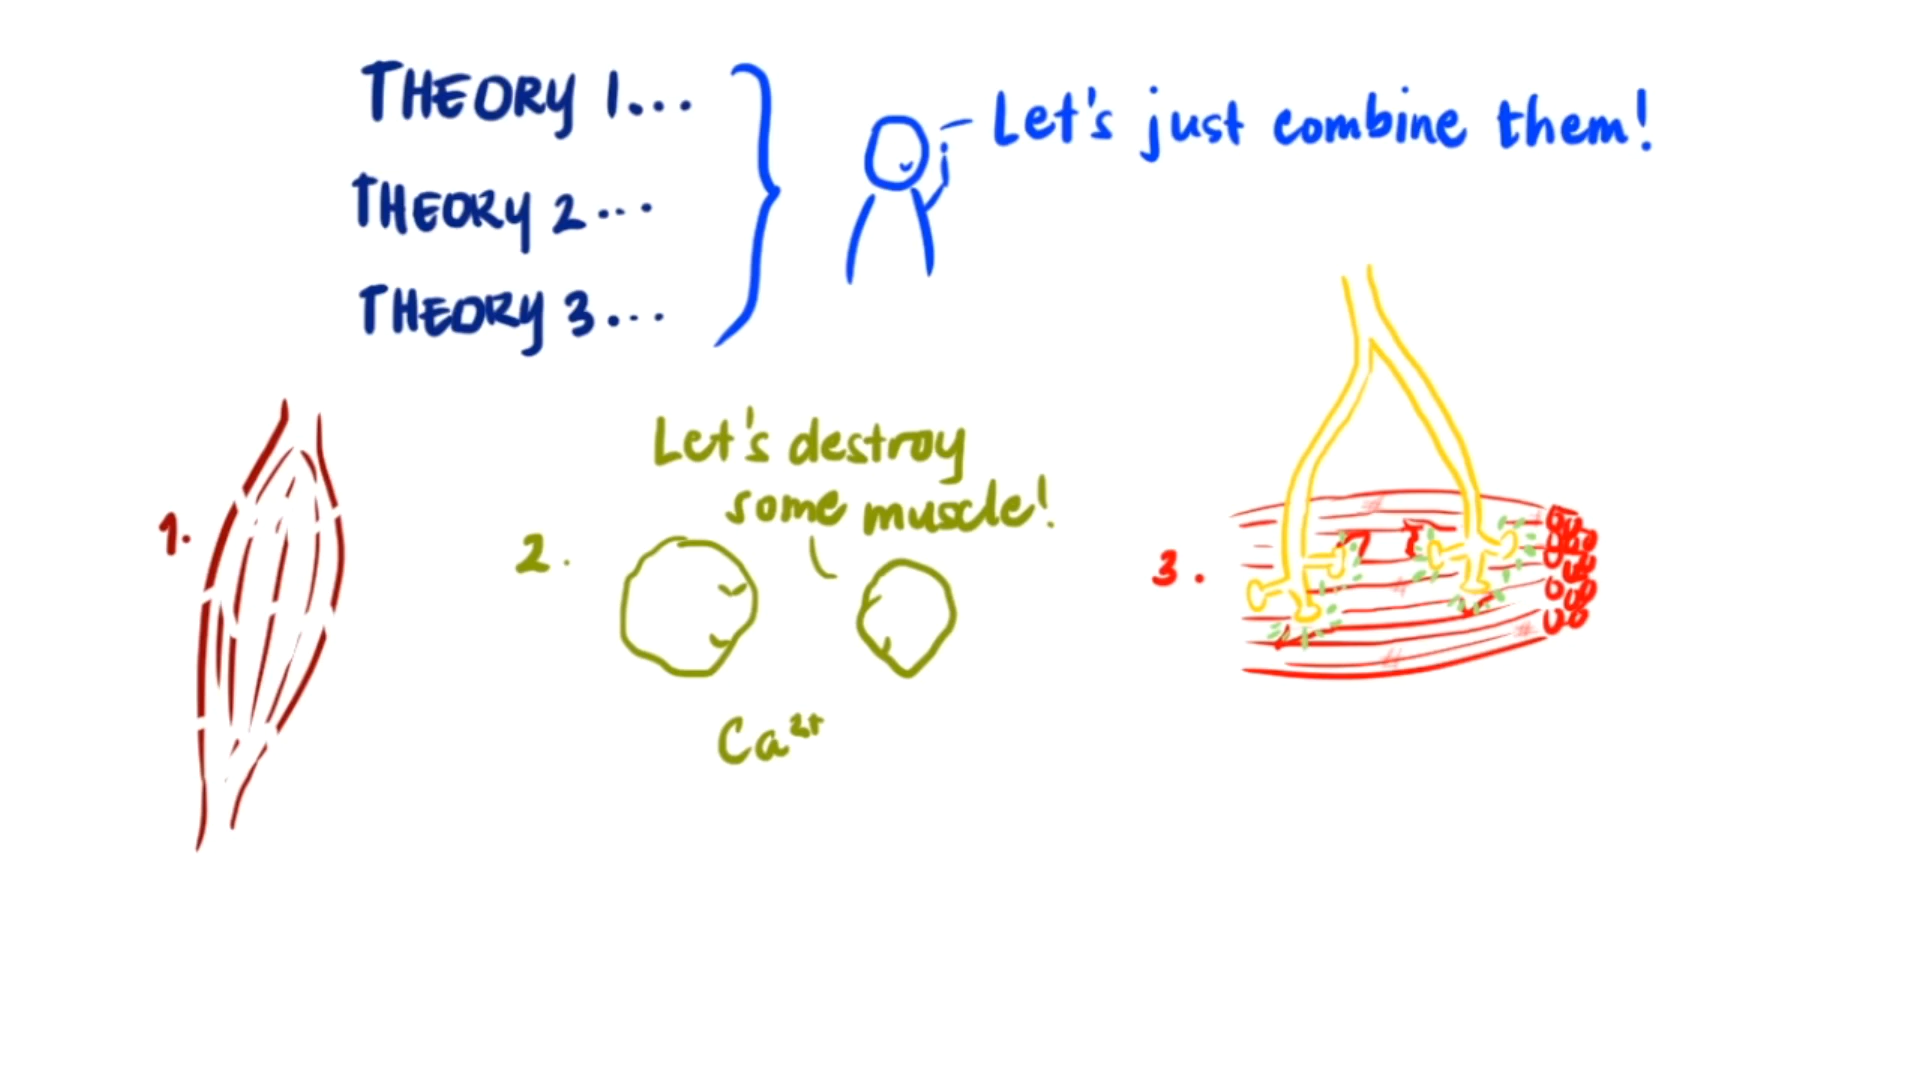 THEORY 1...
THEORY 2...
THEORY 3...
Let's just combine them!
1.
2.
Let's destroy
some muscle!
Ca²⁺
3.